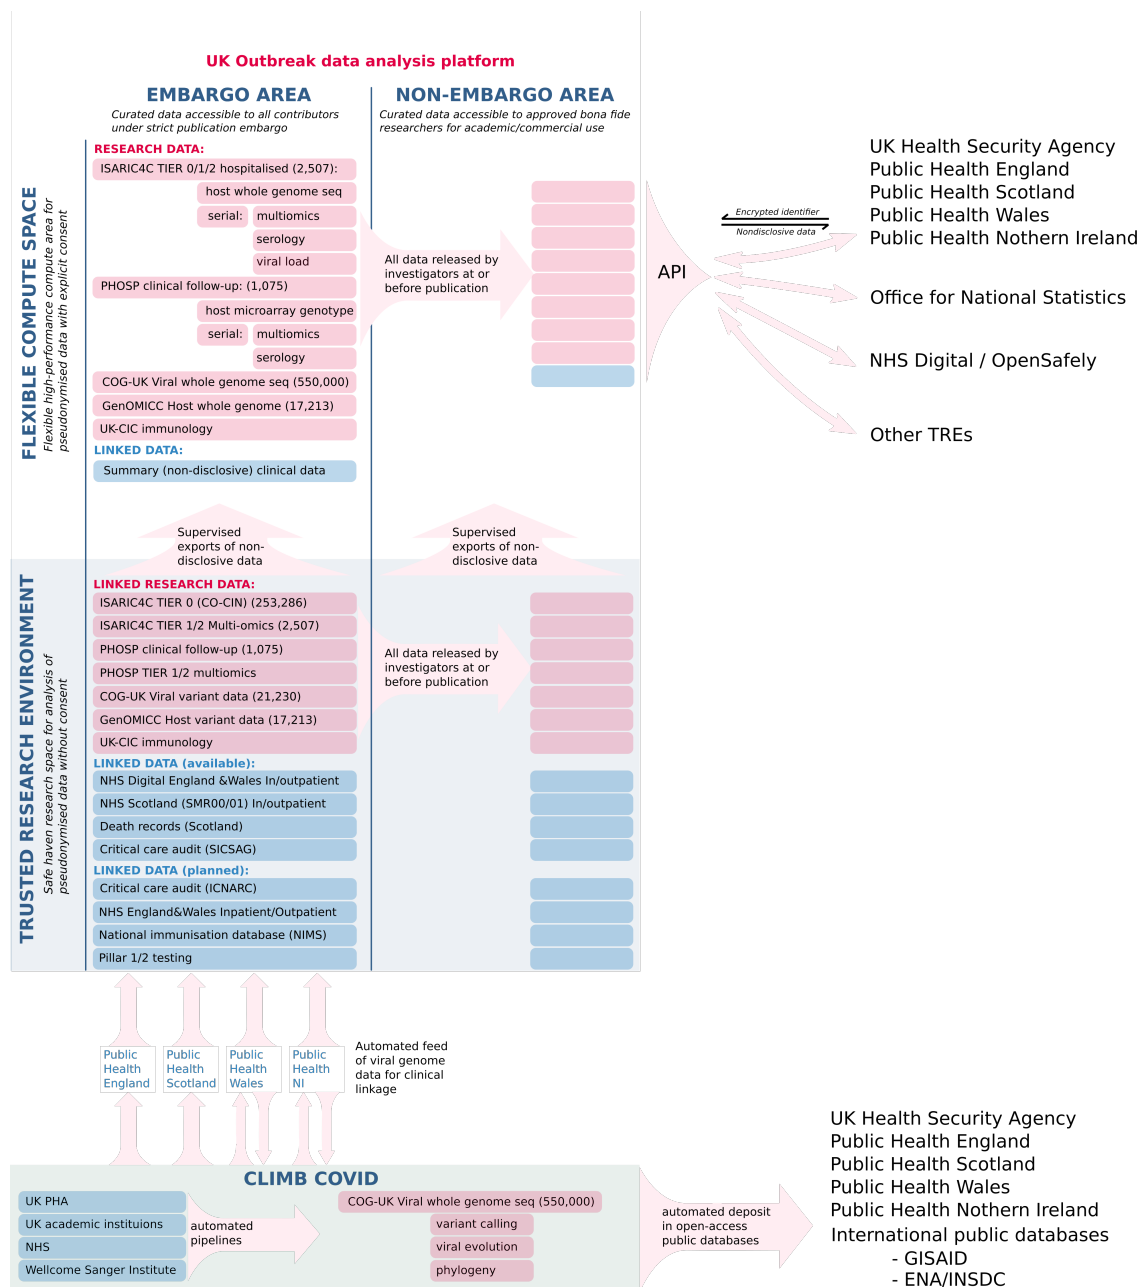 UK Outbreak data analysis platform
EMBARGO AREA
Curated data accessible to all contributors
under strict publication embargo
NON-EMBARGO AREA
Curated data accessible to approved bona fide
researchers for academic/commercial use
FLEXIBLE COMPUTE SPACE
Flexible high-performance compute area for
pseudonymised data with explicit consent
RESEARCH DATA:
ISARIC4C TIER 0/1/2 hospitalised (2,507):
host whole genome seq
serial:
multiomics
serology
viral load
PHOSP clinical follow-up: (1,075)
host microarray genotype
serial:
multiomics
serology
COG-UK Viral whole genome seq (550,000)
GenOMICC Host whole genome (17,213)
UK-CIC immunology
LINKED DATA:
Summary (non-disclosive) clinical data
All data released by
investigators at or
before publication
API
Encrypted identifier
Nondisclosive data
UK Health Security Agency
Public Health England
Public Health Scotland
Public Health Wales
Public Health Nothern Ireland
Office for National Statistics
NHS Digital / OpenSafely
Other TREs
Supervised
exports of non-
disclosive data
Supervised
exports of non-
disclosive data
TRUSTED RESEARCH ENVIRONMENT
Safe haven research space for analysis of
pseudonymised data without consent
LINKED RESEARCH DATA:
ISARIC4C TIER 0 (CO-CIN) (253,286)
ISARIC4C TIER 1/2 Multi-omics (2,507)
PHOSP clinical follow-up (1,075)
PHOSP TIER 1/2 multiomics
COG-UK Viral variant data (21,230)
GenOMICC Host variant data (17,213)
UK-CIC immunology
LINKED DATA (available):
NHS Digital England &Wales In/outpatient
NHS Scotland (SMR00/01) In/outpatient
Death records (Scotland)
Critical care audit (SICSAG)
LINKED DATA (planned):
Critical care audit (ICNARC)
NHS England&Wales Inpatient/Outpatient
National immunisation database (NIMS)
Pillar 1/2 testing
All data released by
investigators at or
before publication
Public
Health
England
Public
Health
Scotland
Public
Health
Wales
Public
Health
NI
Automated feed
of viral genome
data for clinical
linkage
CLIMB COVID
UK PHA
UK academic instituions
NHS
Wellcome Sanger Institute
automated
pipelines
COG-UK Viral whole genome seq (550,000)
variant calling
viral evolution
phylogeny
automated deposit
in open-access
public databases
UK Health Security Agency
Public Health England
Public Health Scotland
Public Health Wales
Public Health Nothern Ireland
International public databases
- GISAID
- ENA/INSDC